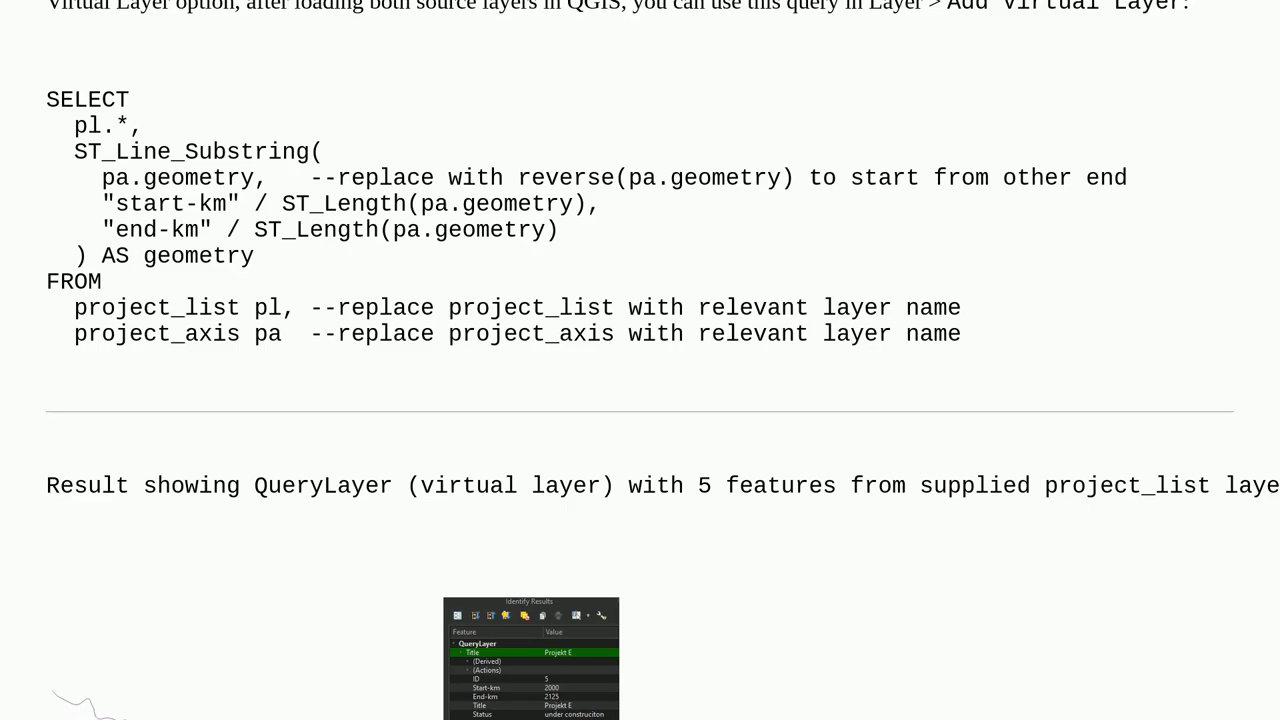 Virtual Layer option, after loading both source layers in QGIS, you can use this query in Layer > Add Virtual Layer:
SELECT
pl.*,
ST_Line_Substring(
pa.geometry,   --replace with reverse(pa.geometry) to start from other end
"start-km" / ST_Length(pa.geometry),
"end-km" / ST_Length(pa.geometry)
) AS geometry
FROM
project_list pl, --replace project_list with relevant layer name
project_axis pa  --replace project_axis with relevant layer name
Result showing QueryLayer (virtual layer) with 5 features from supplied project_list laye
Identify Results
Feature Value
QueryLayer
Title Projekt E
(Derived)
(Actions)
ID 5
Start-km 2000
End-km 2125
Title Projekt E
Status under construciton